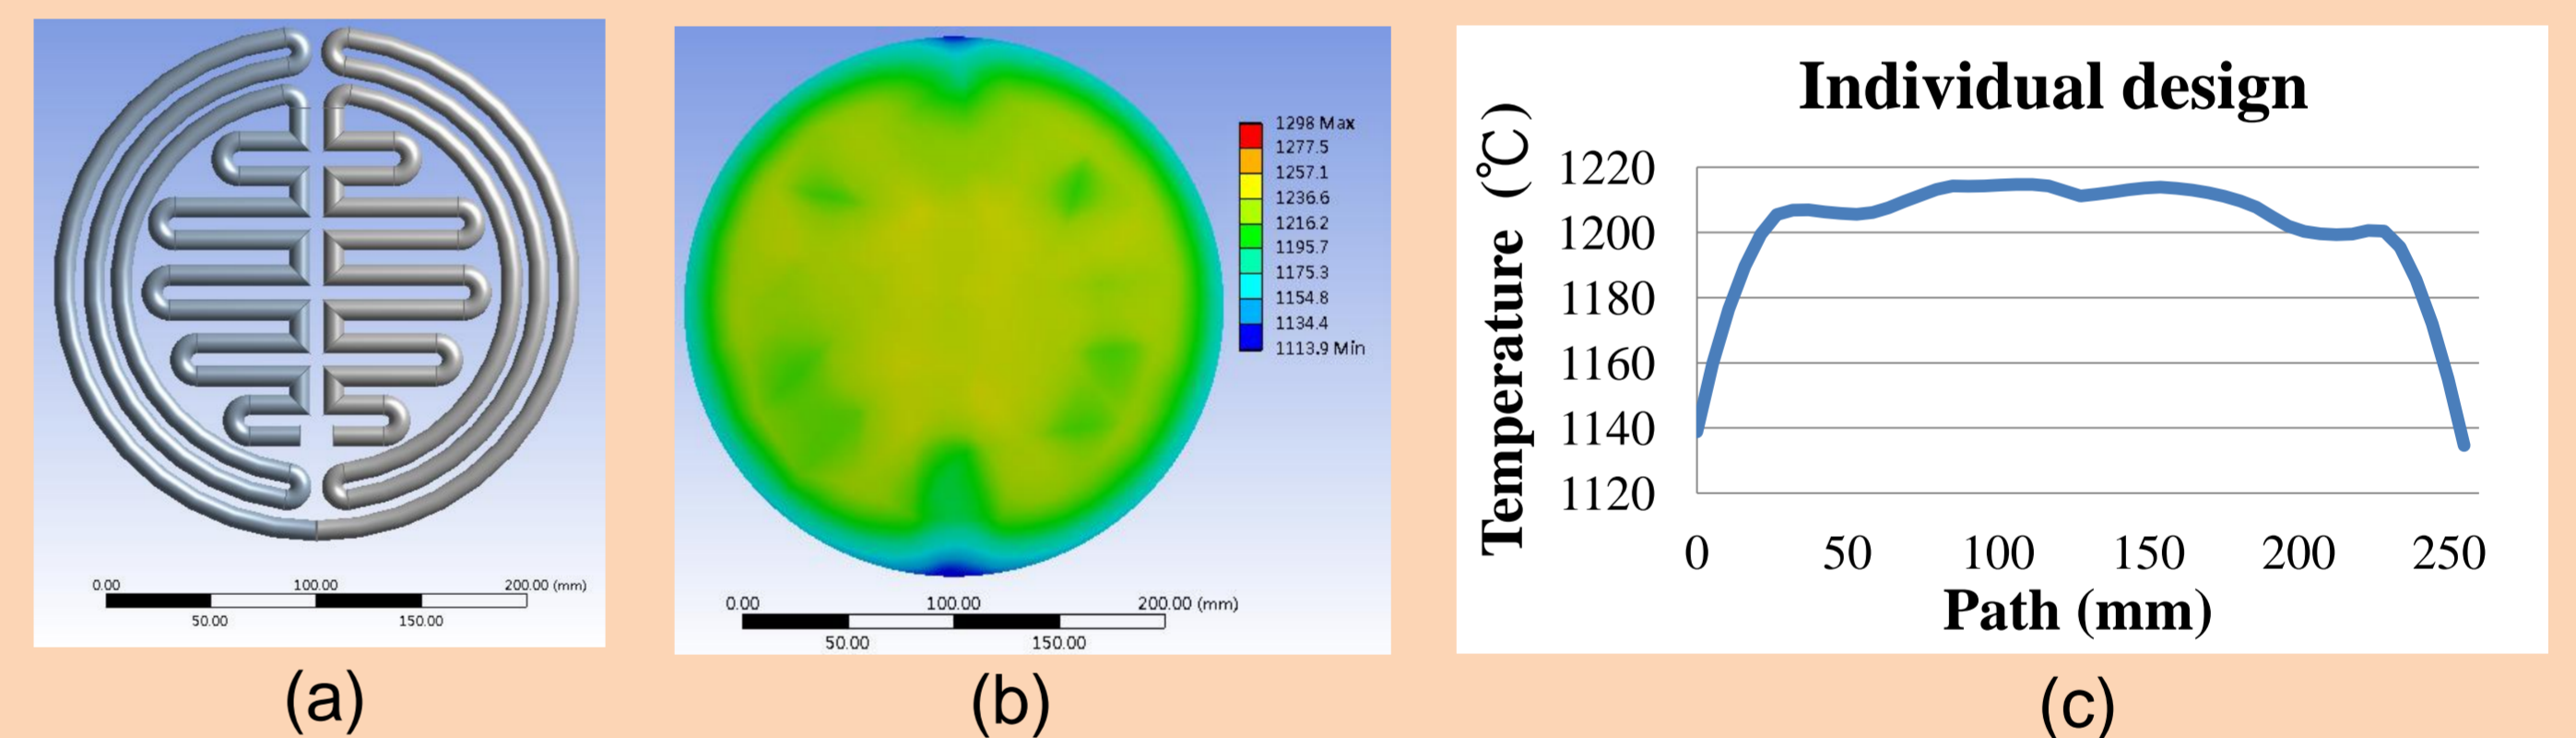 0.00 100.00 200.00 (mm)
50.00 150.00
(a)
1298 Max
1277.5
1257.1
1236.6
1216.2
1195.7
1175.3
1154.8
1134.4
1113.9 Min
0.00 100.00 200.00 (mm)
50.00 150.00
(b)
Individual design
Temperature (℃)
1220
1200
1180
1160
1140
1120
0 50 100 150 200 250
Path (mm)
(c)